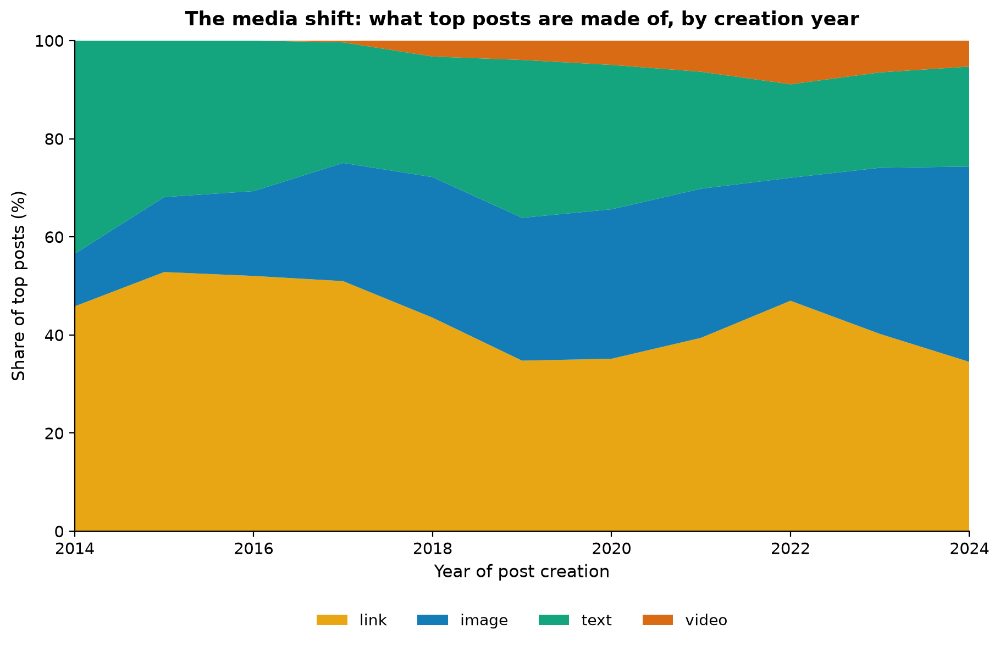 The media shift: what top posts are made of, by creation year
Share of top posts (%)
100
80
60
40
20
0
2014 2016 2018 2020 2022 2024
Year of post creation
link image text video